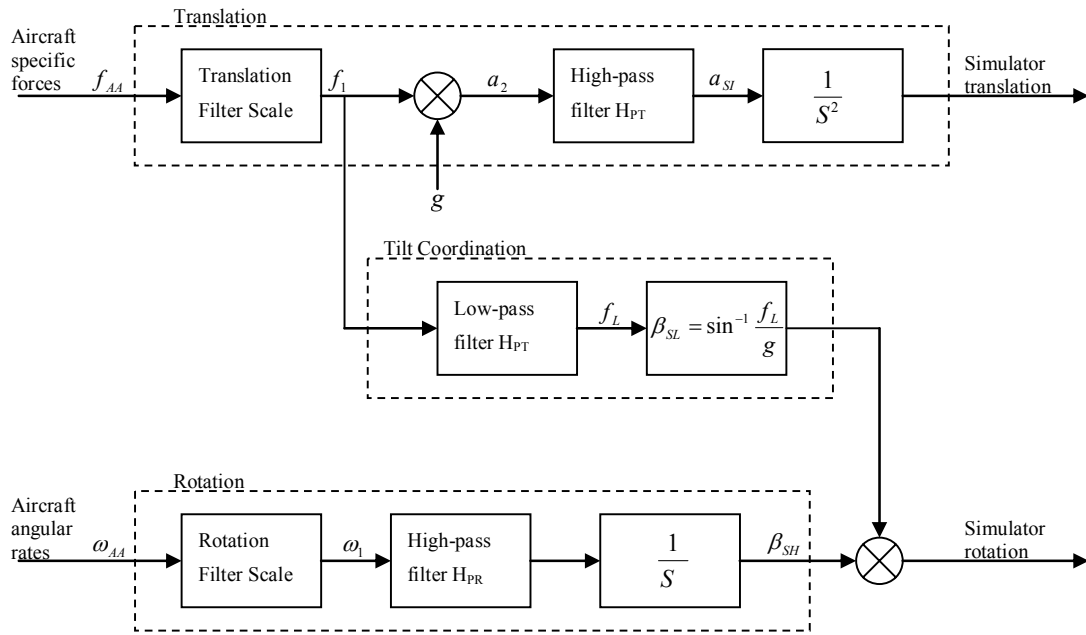 Translation
Aircraft
specific
forces
f_AA
Translation
Filter Scale
f_1
a_2
High-pass
filter H_PT
a_SI
1
S^2
Simulator
translation
g
Tilt Coordination
Low-pass
filter H_PT
f_L
β_SL = sin^-1 f_L
g
Rotation
Aircraft
angular
rates
ω_AA
Rotation
Filter Scale
ω_1
High-pass
filter H_PR
1
S
β_SH
Simulator
rotation